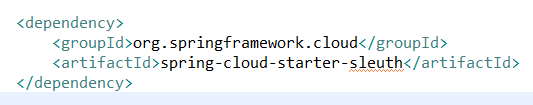 <dependency>
    <groupId>org.springframework.cloud</groupId>
    <artifactId>spring-cloud-starter-sleuth</artifactId>
</dependency>